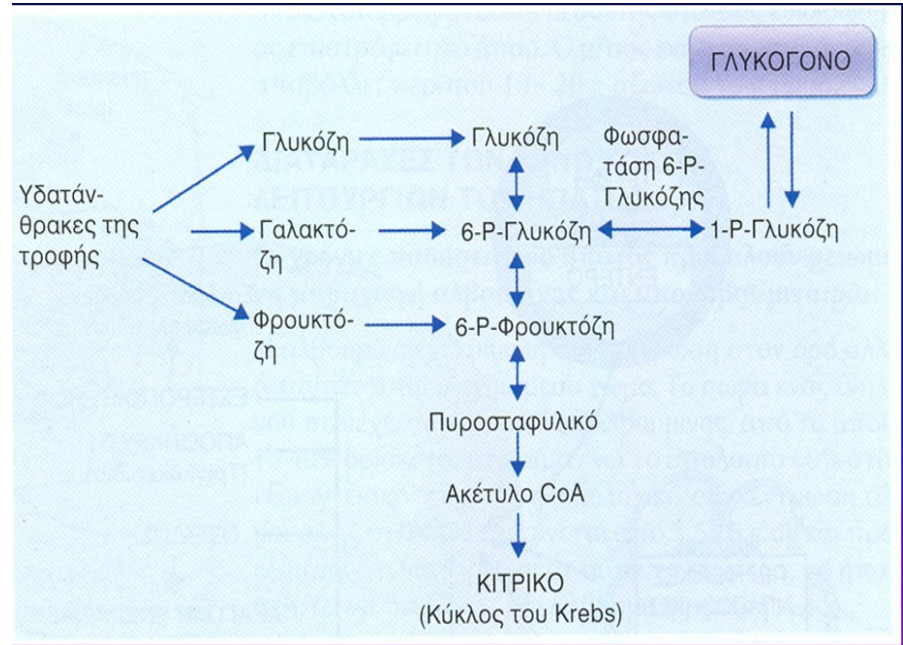 ΓΛΥΚΟΓΟΝΟ
Γλυκόζη
Γλυκόζη
Φωσφα-
τάση 6-Ρ-
Γλυκόζης
Υδατάν-
θρακες της
τροφής
Γαλακτό-
ζη
6-Ρ-Γλυκόζη
1-Ρ-Γλυκόζη
Φρουκτό-
ζη
6-Ρ-Φρουκτόζη
Πυροσταφυλικό
Ακέτυλο CoA
ΚΙΤΡΙΚΟ
(Κύκλος του Krebs)